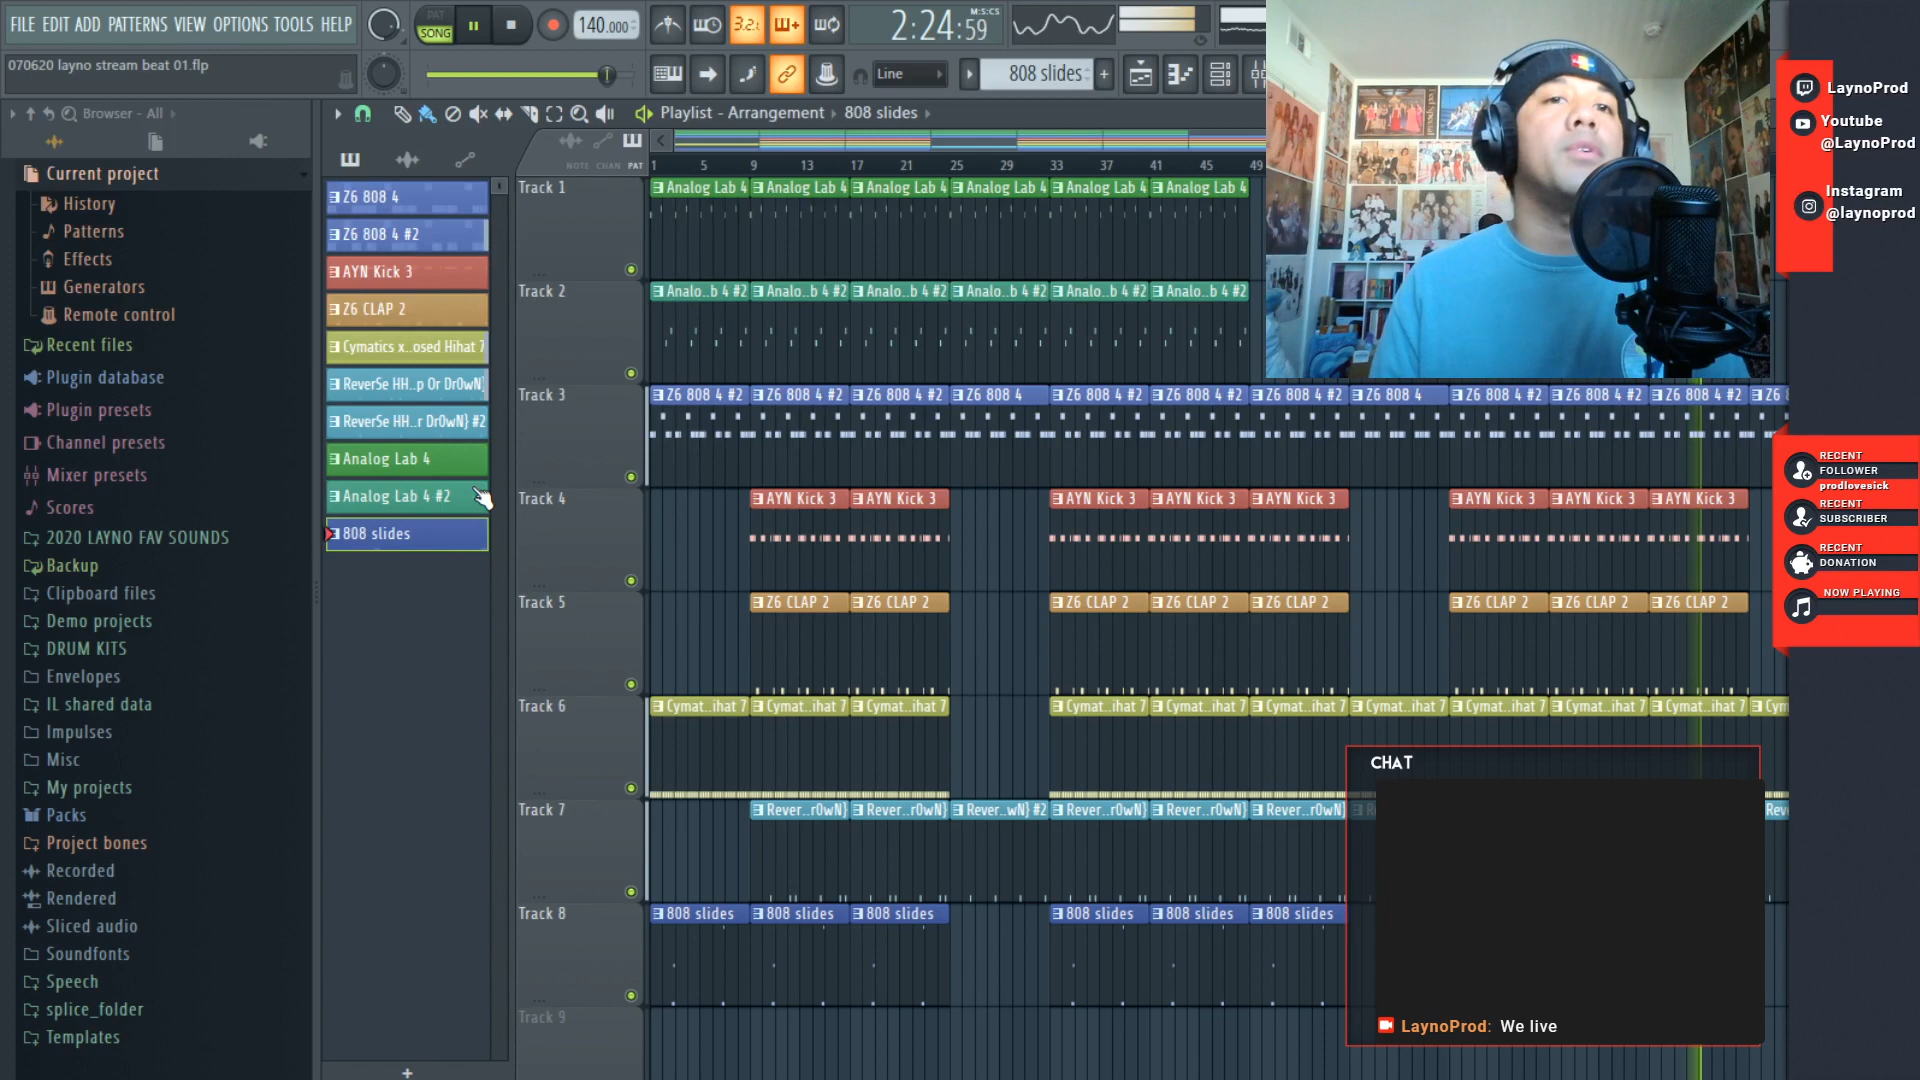 FILE EDIT ADD PATTERNS VIEW OPTIONS TOOLS HELP
PAT
SONG
140.000
3.2.1
2:24:59
M:S:CS
070620 layno stream beat 01.flp
Line
808 slides
Browser - All
Playlist - Arrangement › 808 slides
NOTE CHAN PAT
1 5 9 13 17 21 25 29 33 37 41 45 49
Current project
History
Patterns
Effects
Generators
Remote control
Recent files
Plugin database
Plugin presets
Channel presets
Mixer presets
Scores
2020 LAYNO FAV SOUNDS
Backup
Clipboard files
Demo projects
DRUM KITS
Envelopes
IL shared data
Impulses
Misc
My projects
Packs
Project bones
Recorded
Rendered
Sliced audio
Soundfonts
Speech
splice_folder
Templates
Z6 808 4
Z6 808 4 #2
AYN Kick 3
Z6 CLAP 2
Cymatics x..osed Hihat 7
ReverSe HH..p Or Dr0wN}
ReverSe HH..r Dr0wN} #2
Analog Lab 4
Analog Lab 4 #2
808 slides
Track 1
Analog Lab 4 Analog Lab 4 Analog Lab 4 Analog Lab 4 Analog Lab 4 Analog Lab 4
Track 2
Analo..b 4 #2 Analo..b 4 #2 Analo..b 4 #2 Analo..b 4 #2 Analo..b 4 #2 Analo..b 4 #2
Track 3
Z6 808 4 #2 Z6 808 4 #2 Z6 808 4 #2 Z6 808 4 Z6 808 4 #2 Z6 808 4 #2 Z6 808 4 #2 Z6 808 4 Z6 808 4 #2 Z6 808 4 #2 Z6 808 4 #2 Z6 8
Track 4
AYN Kick 3 AYN Kick 3 AYN Kick 3 AYN Kick 3 AYN Kick 3 AYN Kick 3 AYN Kick 3 AYN Kick 3
Track 5
Z6 CLAP 2 Z6 CLAP 2 Z6 CLAP 2 Z6 CLAP 2 Z6 CLAP 2 Z6 CLAP 2 Z6 CLAP 2 Z6 CLAP 2
Track 6
Cymat..ihat 7 Cymat..ihat 7 Cymat..ihat 7 Cymat..ihat 7 Cymat..ihat 7 Cymat..ihat 7 Cymat..ihat 7 Cymat..ihat 7 Cymat..ihat 7 Cymat..ihat 7 Cym
Track 7
Rever..r0wN} Rever..r0wN} Rever..wN} #2 Rever..r0wN} Rever..r0wN} Rever..r0wN} Rev
Track 8
808 slides 808 slides 808 slides 808 slides 808 slides 808 slides
Track 9
LaynoProd
Youtube
@LaynoProd
Instagram
@laynoprod
RECENT
FOLLOWER
prodlovesick
RECENT
SUBSCRIBER
RECENT
DONATION
NOW PLAYING
CHAT
LaynoProd: We live